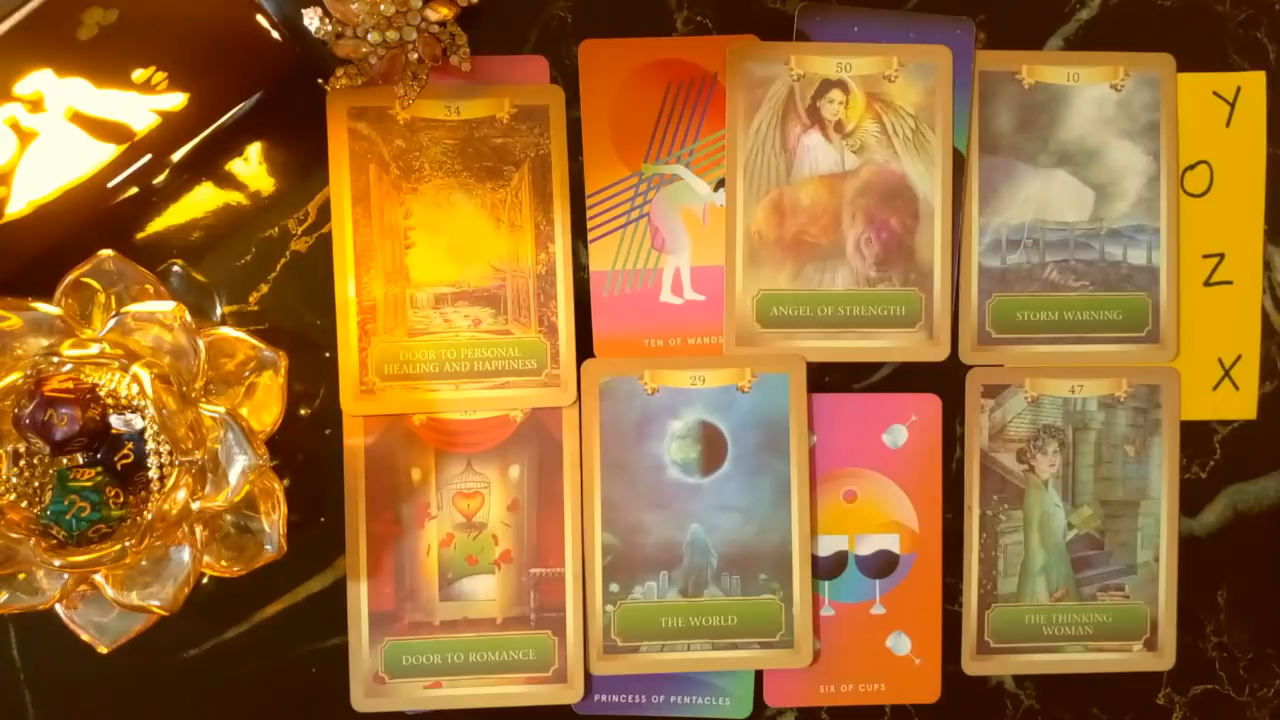 34
DOOR TO PERSONAL
HEALING AND HAPPINESS
TEN OF WANDS
50
ANGEL OF STRENGTH
10
STORM WARNING
Y
O
Z
X
DOOR TO ROMANCE
29
THE WORLD
PRINCESS OF PENTACLES
SIX OF CUPS
47
THE THINKING
WOMAN